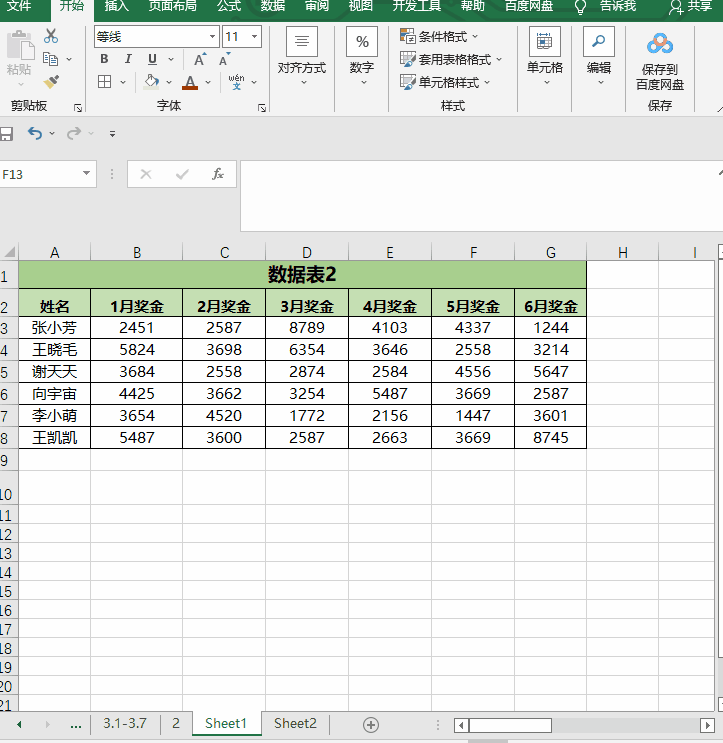 文件 开始 插入 页面布局 公式 数据 审阅 视图 开发工具 帮助 百度网盘 告诉我 共享
等线 11
条件格式
粘贴
B I U A A
对齐方式 数字
套用表格格式
单元格 编辑 保存到
百度网盘
wén
文
单元格样式
剪贴板 字体 样式 保存
F13 fx
A B C D E F G H I
1 数据表2
2 姓名 1月奖金 2月奖金 3月奖金 4月奖金 5月奖金 6月奖金
3 张小芳 2451 2587 8789 4103 4337 1244
4 王晓毛 5824 3698 6354 3646 2558 3214
5 谢天天 3684 2558 2874 2584 4556 5647
6 向宇宙 4425 3662 3254 5487 3669 2587
7 李小萌 3654 4520 1772 2156 1447 3601
8 王凯凯 5487 3600 2587 2663 3669 8745
9
10
11
12
13
14
15
16
17
18
19
20
21
... 3.1-3.7 2 Sheet1 Sheet2